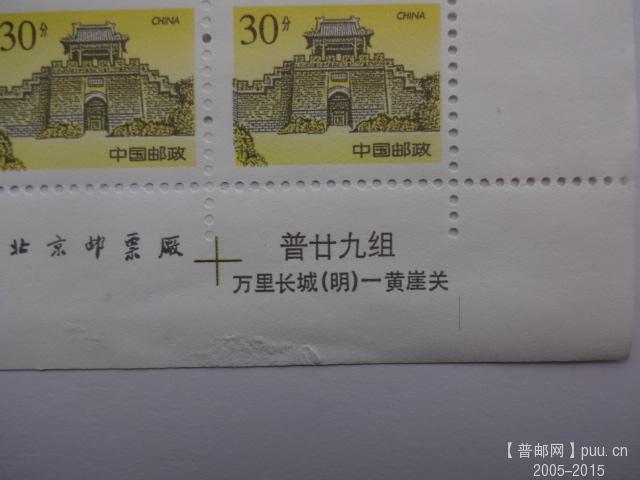 30分 CHINA
中国邮政
30分 CHINA
中国邮政
北京邮票厰
普廿九组
万里长城(明)一黄崖关
【普邮网】puu.cn
2005-2015